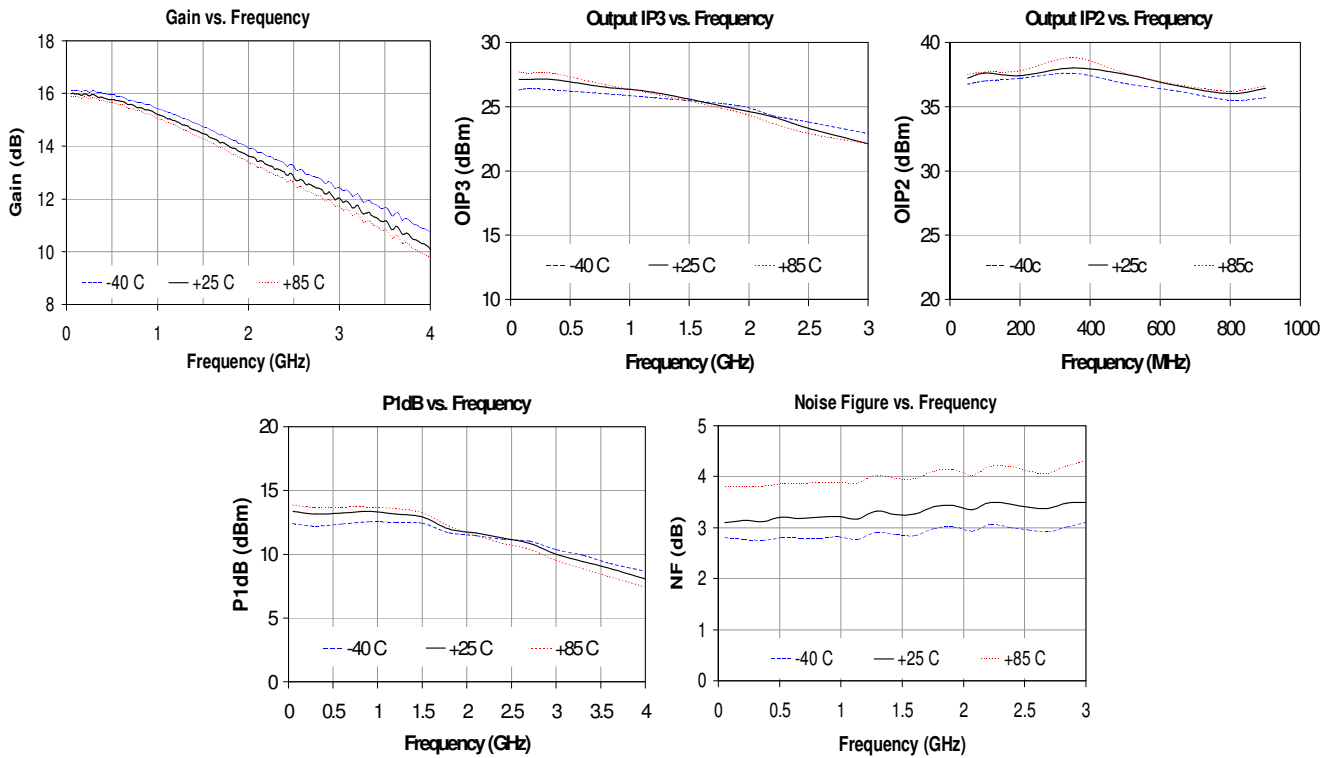 Gain vs. Frequency
18
16
14
12
10
8
Gain (dB)
-40 C +25 C +85 C
0 1 2 3 4
Frequency (GHz)
Output IP3 vs. Frequency
30
25
20
15
10
OIP3 (dBm)
-40 C +25 C +85 C
0 0.5 1 1.5 2 2.5 3
Frequency (GHz)
Output IP2 vs. Frequency
40
35
30
25
20
OIP2 (dBm)
-40c +25c +85c
0 200 400 600 800 1000
Frequency (MHz)
P1dB vs. Frequency
20
15
10
5
0
P1dB (dBm)
-40 C +25 C +85 C
0 0.5 1 1.5 2 2.5 3 3.5 4
Frequency (GHz)
Noise Figure vs. Frequency
5
4
3
2
1
0
NF (dB)
-40 C +25 C +85 C
0 0.5 1 1.5 2 2.5 3
Frequency (GHz)